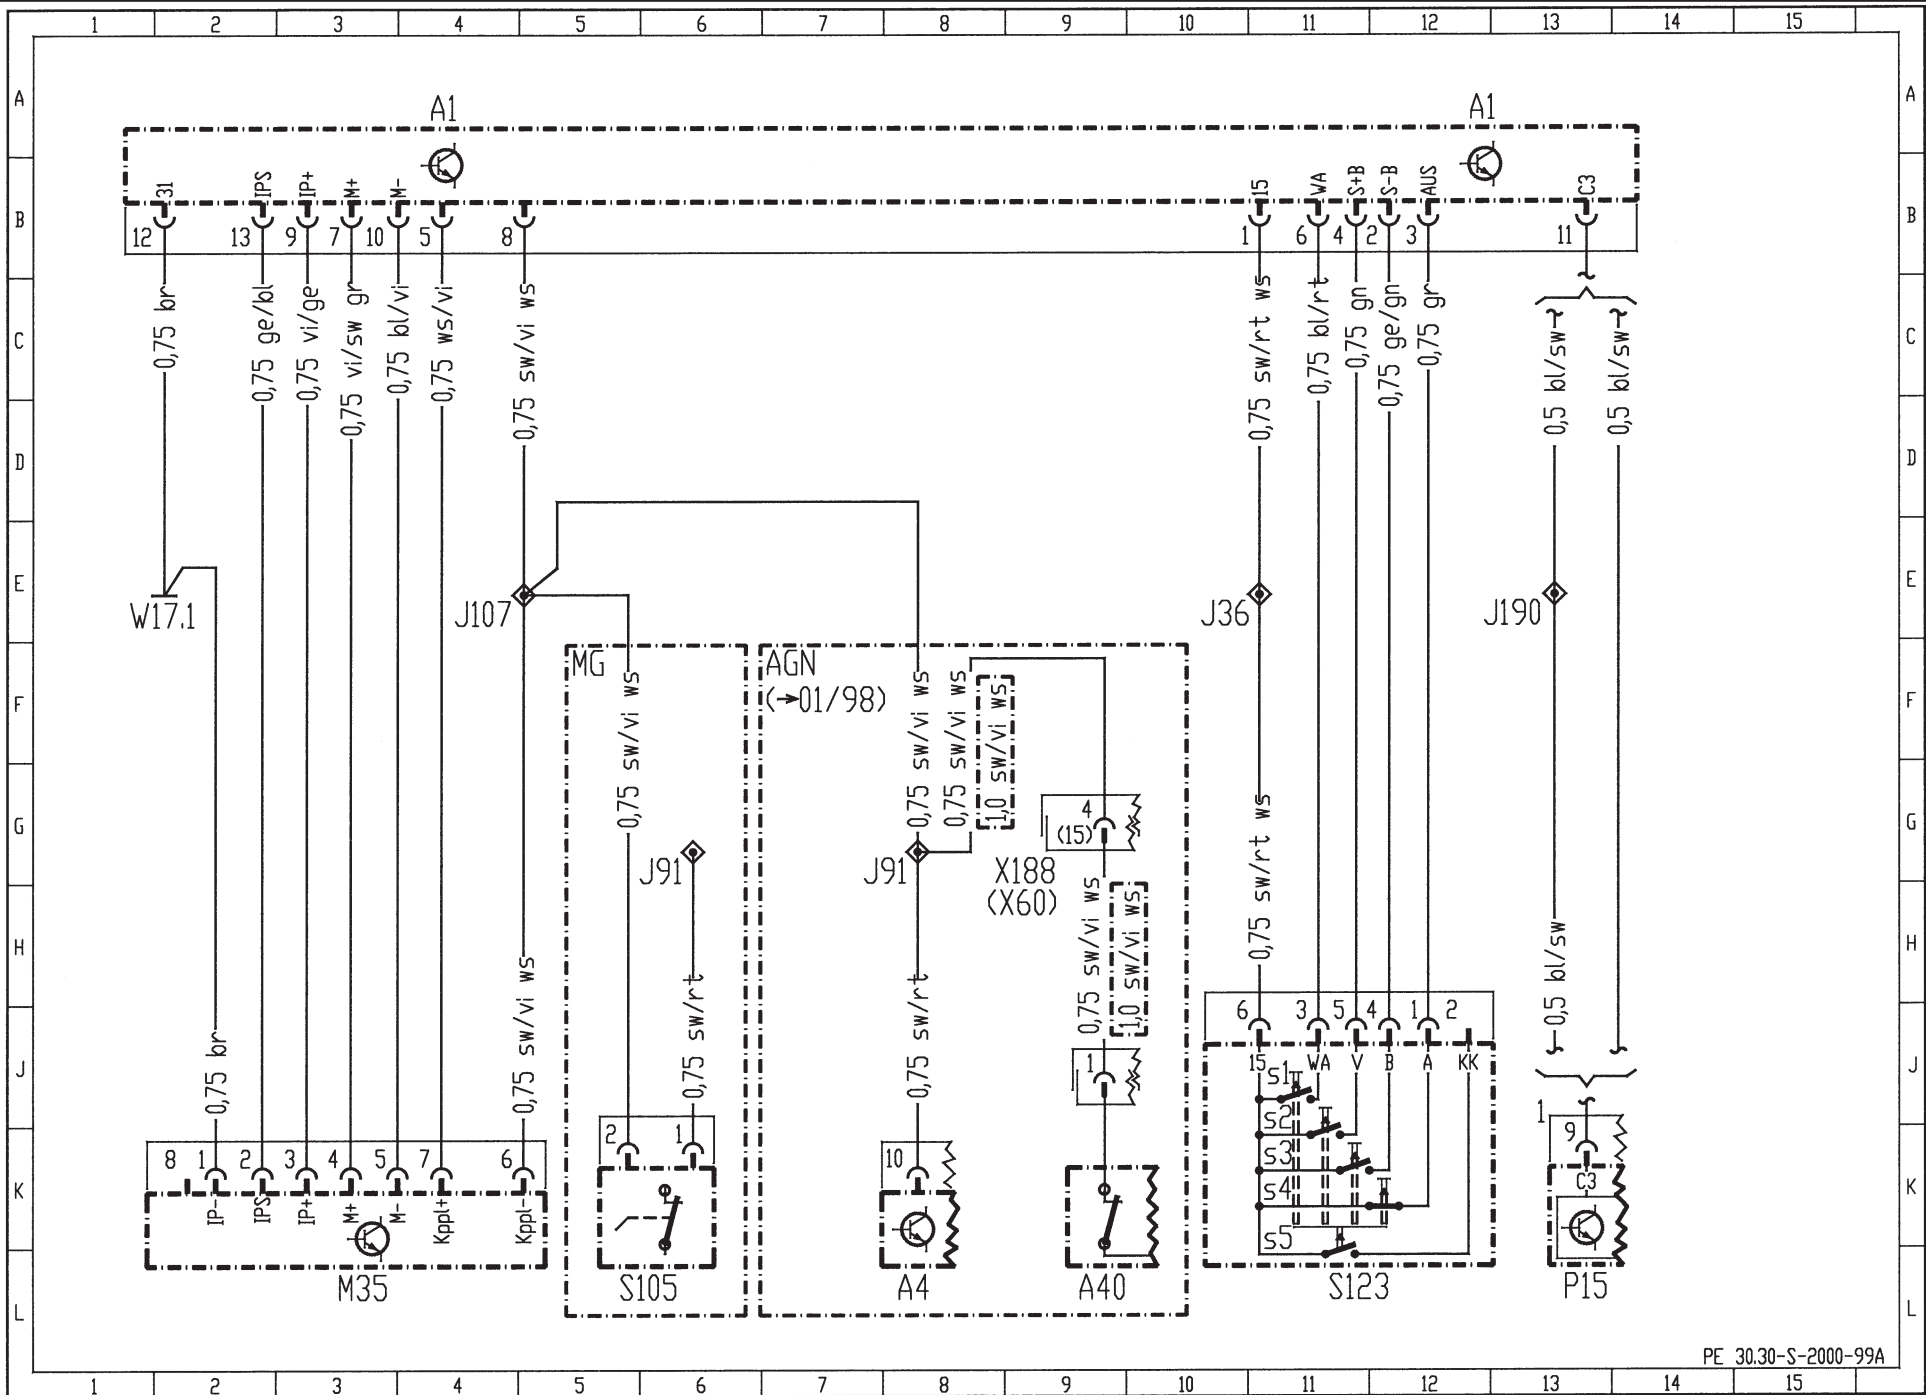 1 2 3 4 5 6 7 8 9 10 11 12 13 14 15
A A
A1 A1
31 IPS IP+ M+ M- 15 WA S+B S-B AUS C3
B B
12 13 9 7 10 5 8 1 6 4 2 3 11
0,75 br
0,75 ge/bl
0,75 vi/ge
0,75 vi/sw gr
0,75 bl/vi
0,75 ws/vi
0,75 sw/vi ws
0,75 sw/rt ws
0,75 bl/rt
0,75 gn
0,75 ge/gn
0,75 gr
0,5 bl/sw
0,5 bl/sw
C C
D D
E E
W17.1 J107 J36 J190
MG AGN
(→01/98)
F F
0,75 sw/vi ws
0,75 sw/vi ws
0,75 sw/vi ws
1,0 sw/vi ws
4
(15)
G G
J91 J91 X188
(X60)
0,75 sw/rt ws
H H
0,75 sw/vi ws
0,75 sw/rt
0,75 sw/rt
0,75 sw/vi ws
1,0 sw/vi ws
0,5 bl/sw
6 3 5 4 1 2
15 WA V B A KK
J J
0,75 br
1
s1
s2
s3
s4
s5
1
9
C3
8 1 2 3 4 5 7 6 2 1 10
K K
IP- IPS IP+ M+ M- Kppl+ Kppl-
M35 S105 A4 A40 S123 P15
L L
PE 30.30-S-2000-99A
1 2 3 4 5 6 7 8 9 10 11 12 13 14 15